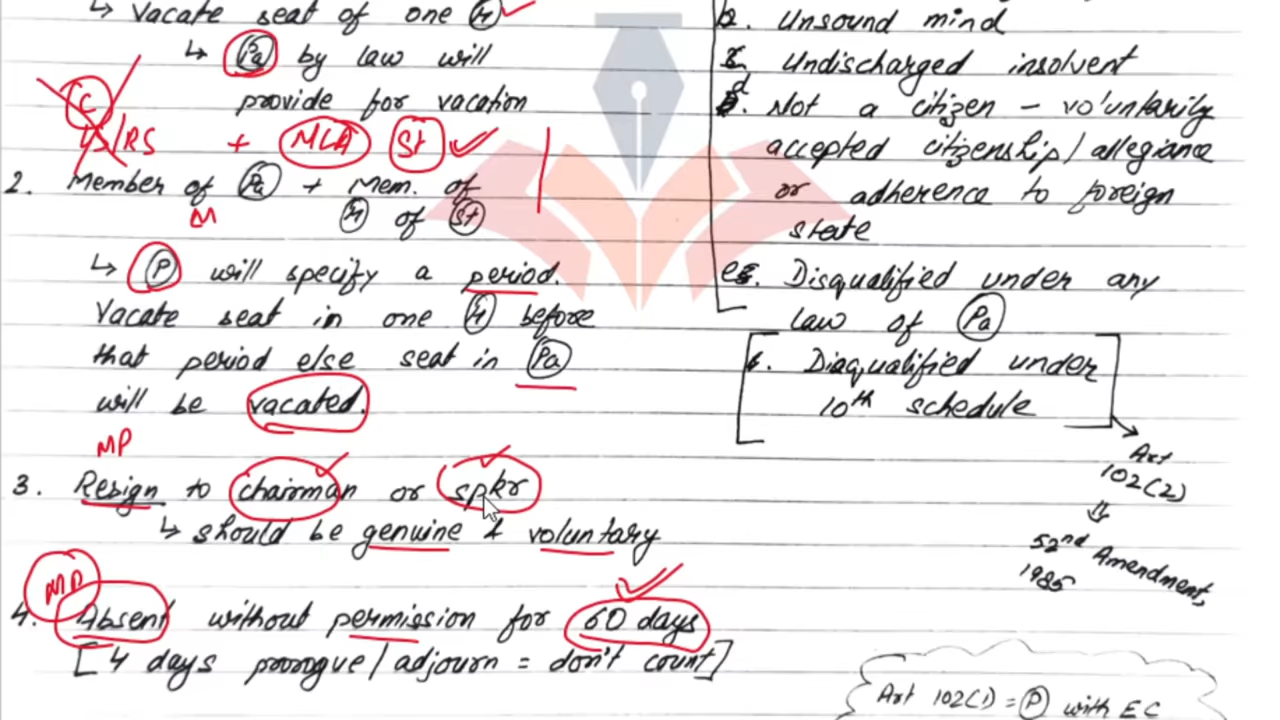 ↳ vacate seat of one (H)
↳ (Pa) by law will
provide for vacation
C
LS/RS + MLA St
2. Member of (Pa) + Mem. of
M (H) of (St)
↳ (P) will specify a period.
Vacate seat in one (H) before
that period else seat in (Pa)
will be vacated.
MP
3. Resign to chairman or spkr
↳ should be genuine & voluntary
MP
4. Absent without permission for 60 days
[4 days prorogue/adjourn = don't count]
b. Unsound mind
c. Undischarged insolvent
d. Not a citizen - voluntarily
accepted citizenship/allegiance
or adherence to foreign
state
e. Disqualified under any
law of (Pa)
Disqualified under
10th schedule
Art
102(2)
52nd Amendment,
1985
Art 102(1) = (P) with EC